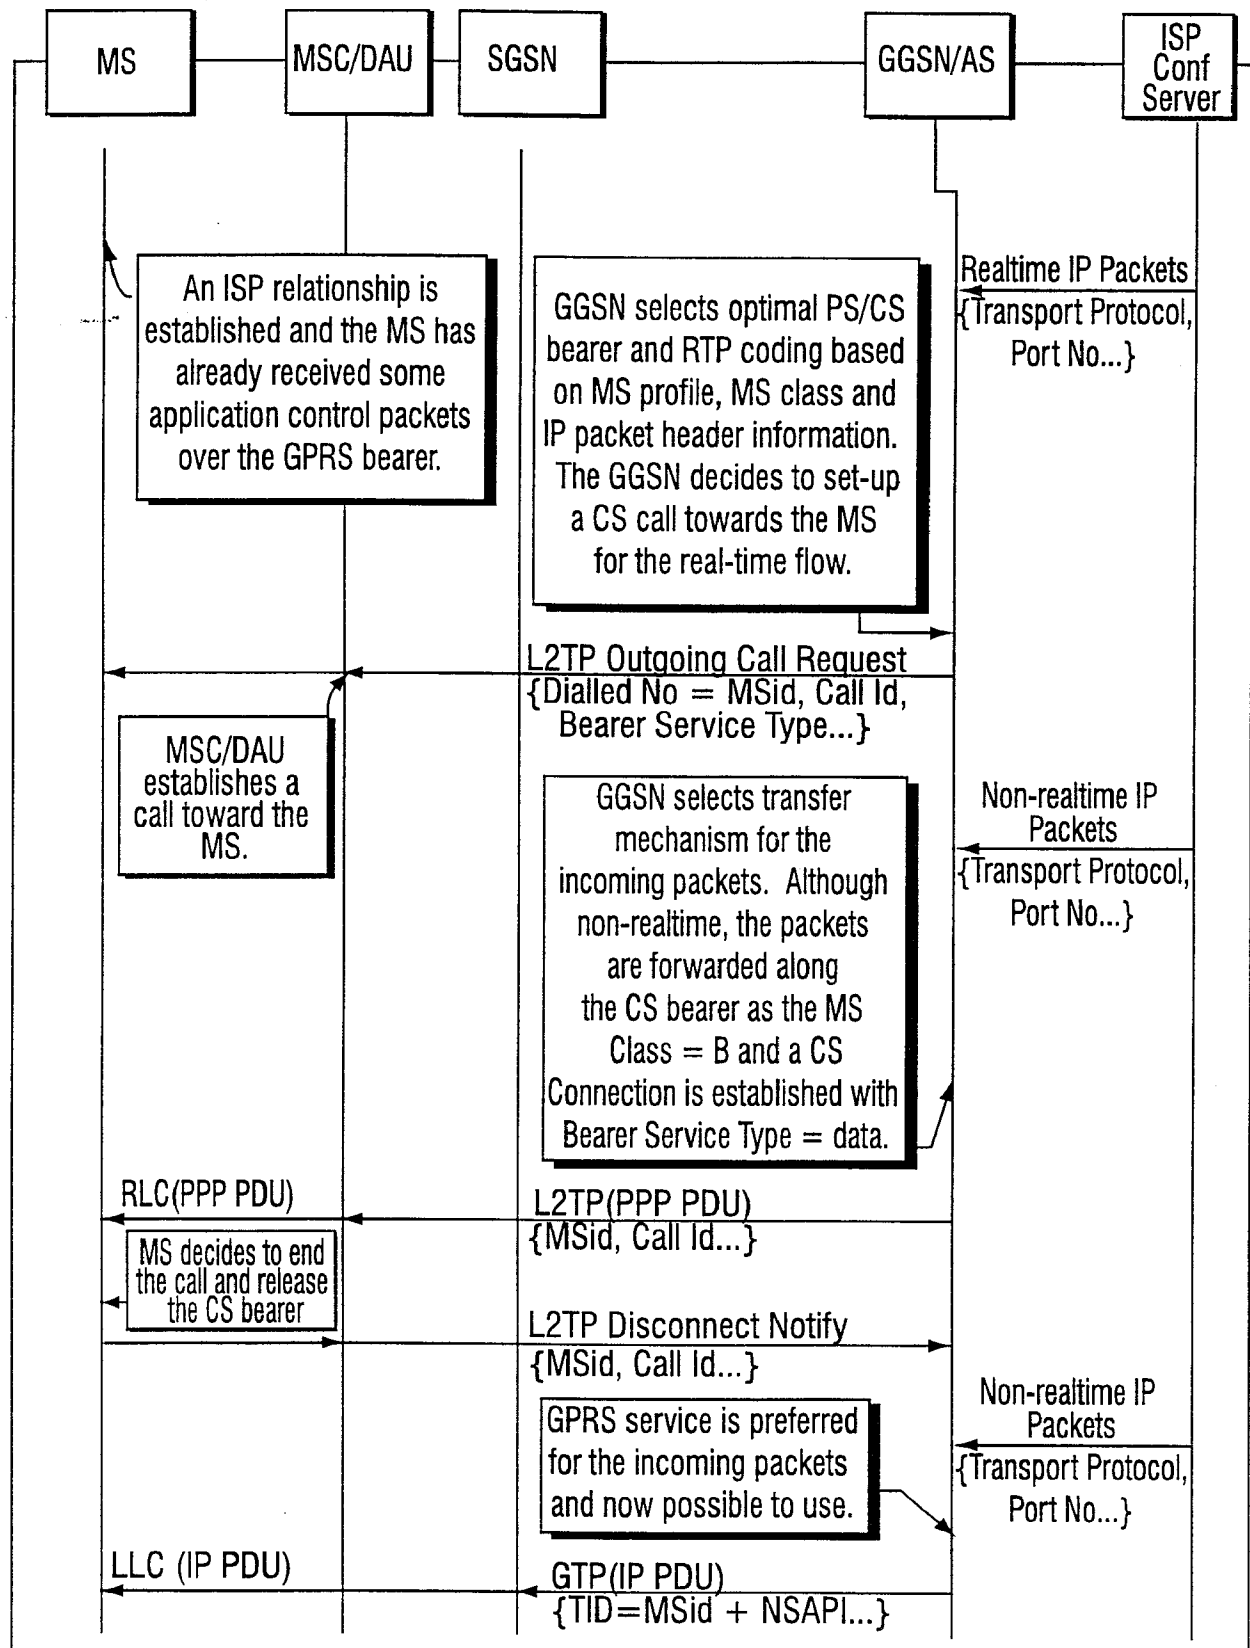 MS
MSC/DAU
SGSN
GGSN/AS
ISP
Conf
Server
An ISP relationship is
established and the MS has
already received some
application control packets
over the GPRS bearer.
GGSN selects optimal PS/CS
bearer and RTP coding based
on MS profile, MS class and
IP packet header information.
The GGSN decides to set-up
a CS call towards the MS
for the real-time flow.
Realtime IP Packets
{Transport Protocol,
Port No...}
L2TP Outgoing Call Request
{Dialled No = MSid, Call Id,
Bearer Service Type...}
MSC/DAU
establishes a
call toward the
MS.
GGSN selects transfer
mechanism for the
incoming packets. Although
non-realtime, the packets
are forwarded along
the CS bearer as the MS
Class = B and a CS
Connection is established with
Bearer Service Type = data.
Non-realtime IP
Packets
{Transport Protocol,
Port No...}
RLC(PPP PDU)
L2TP(PPP PDU)
{MSid, Call Id...}
MS decides to end
the call and release
the CS bearer
L2TP Disconnect Notify
{MSid, Call Id...}
GPRS service is preferred
for the incoming packets
and now possible to use.
Non-realtime IP
Packets
{Transport Protocol,
Port No...}
LLC (IP PDU)
GTP(IP PDU)
{TID=MSid + NSAPI...}